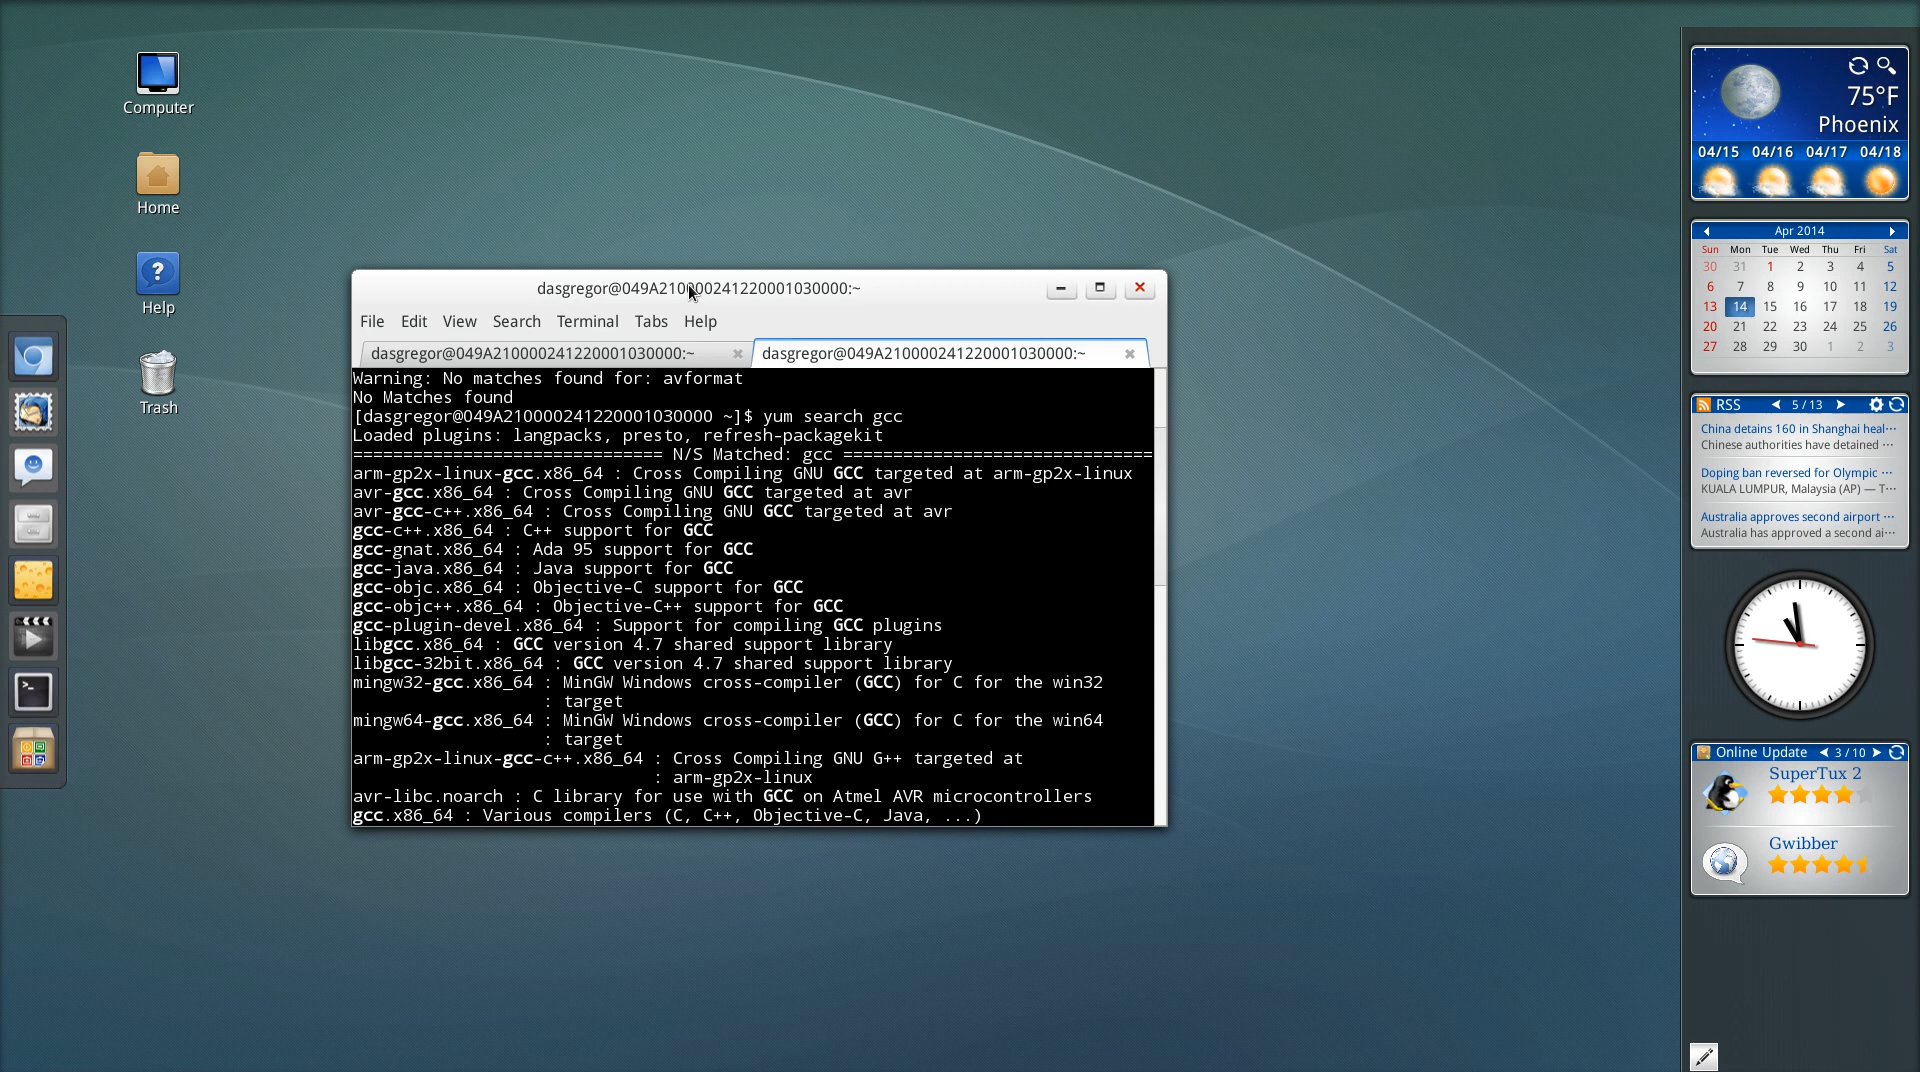 Computer
Home
Help
Trash
dasgregor@049A210000241220001030000:~
File Edit View Search Terminal Tabs Help
dasgregor@049A210000241220001030000:~ dasgregor@049A210000241220001030000:~
Warning: No matches found for: avformat
No Matches found
[dasgregor@049A210000241220001030000 ~]$ yum search gcc
Loaded plugins: langpacks, presto, refresh-packagekit
=============================== N/S Matched: gcc ===============================
arm-gp2x-linux-gcc.x86_64 : Cross Compiling GNU GCC targeted at arm-gp2x-linux
avr-gcc.x86_64 : Cross Compiling GNU GCC targeted at avr
avr-gcc-c++.x86_64 : Cross Compiling GNU GCC targeted at avr
gcc-c++.x86_64 : C++ support for GCC
gcc-gnat.x86_64 : Ada 95 support for GCC
gcc-java.x86_64 : Java support for GCC
gcc-objc.x86_64 : Objective-C support for GCC
gcc-objc++.x86_64 : Objective-C++ support for GCC
gcc-plugin-devel.x86_64 : Support for compiling GCC plugins
libgcc.x86_64 : GCC version 4.7 shared support library
libgcc-32bit.x86_64 : GCC version 4.7 shared support library
mingw32-gcc.x86_64 : MinGW Windows cross-compiler (GCC) for C for the win32
: target
mingw64-gcc.x86_64 : MinGW Windows cross-compiler (GCC) for C for the win64
: target
arm-gp2x-linux-gcc-c++.x86_64 : Cross Compiling GNU G++ targeted at
: arm-gp2x-linux
avr-libc.noarch : C library for use with GCC on Atmel AVR microcontrollers
gcc.x86_64 : Various compilers (C, C++, Objective-C, Java, ...)
75°F
Phoenix
04/15 04/16 04/17 04/18
Apr 2014
Sun Mon Tue Wed Thu Fri Sat
30 31 1 2 3 4 5
6 7 8 9 10 11 12
13 14 15 16 17 18 19
20 21 22 23 24 25 26
27 28 29 30 1 2 3
RSS 5 / 13
China detains 160 in Shanghai heal···
Chinese authorities have detained ···
Doping ban reversed for Olympic ···
KUALA LUMPUR, Malaysia (AP) — T···
Australia approves second airport ···
Australia has approved a second ai···
Online Update 3 / 10
SuperTux 2
Gwibber